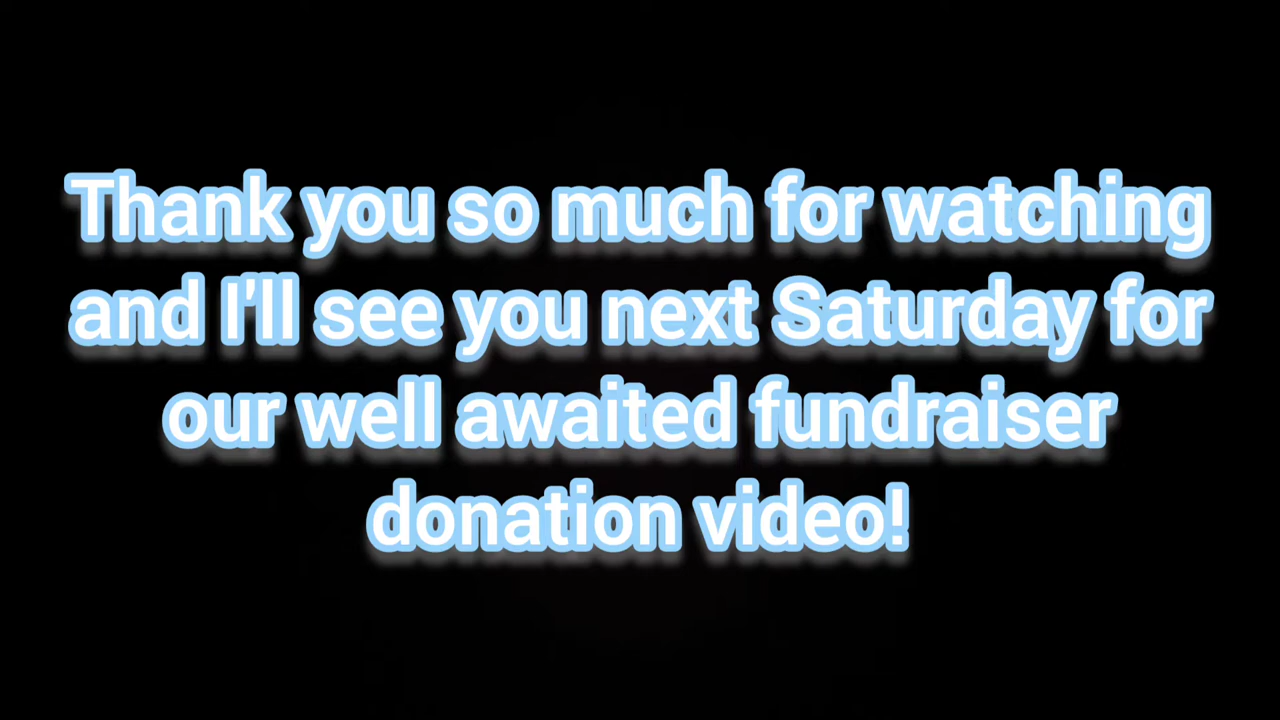 Thank you so much for watching
and I'll see you next Saturday for
our well awaited fundraiser
donation video!